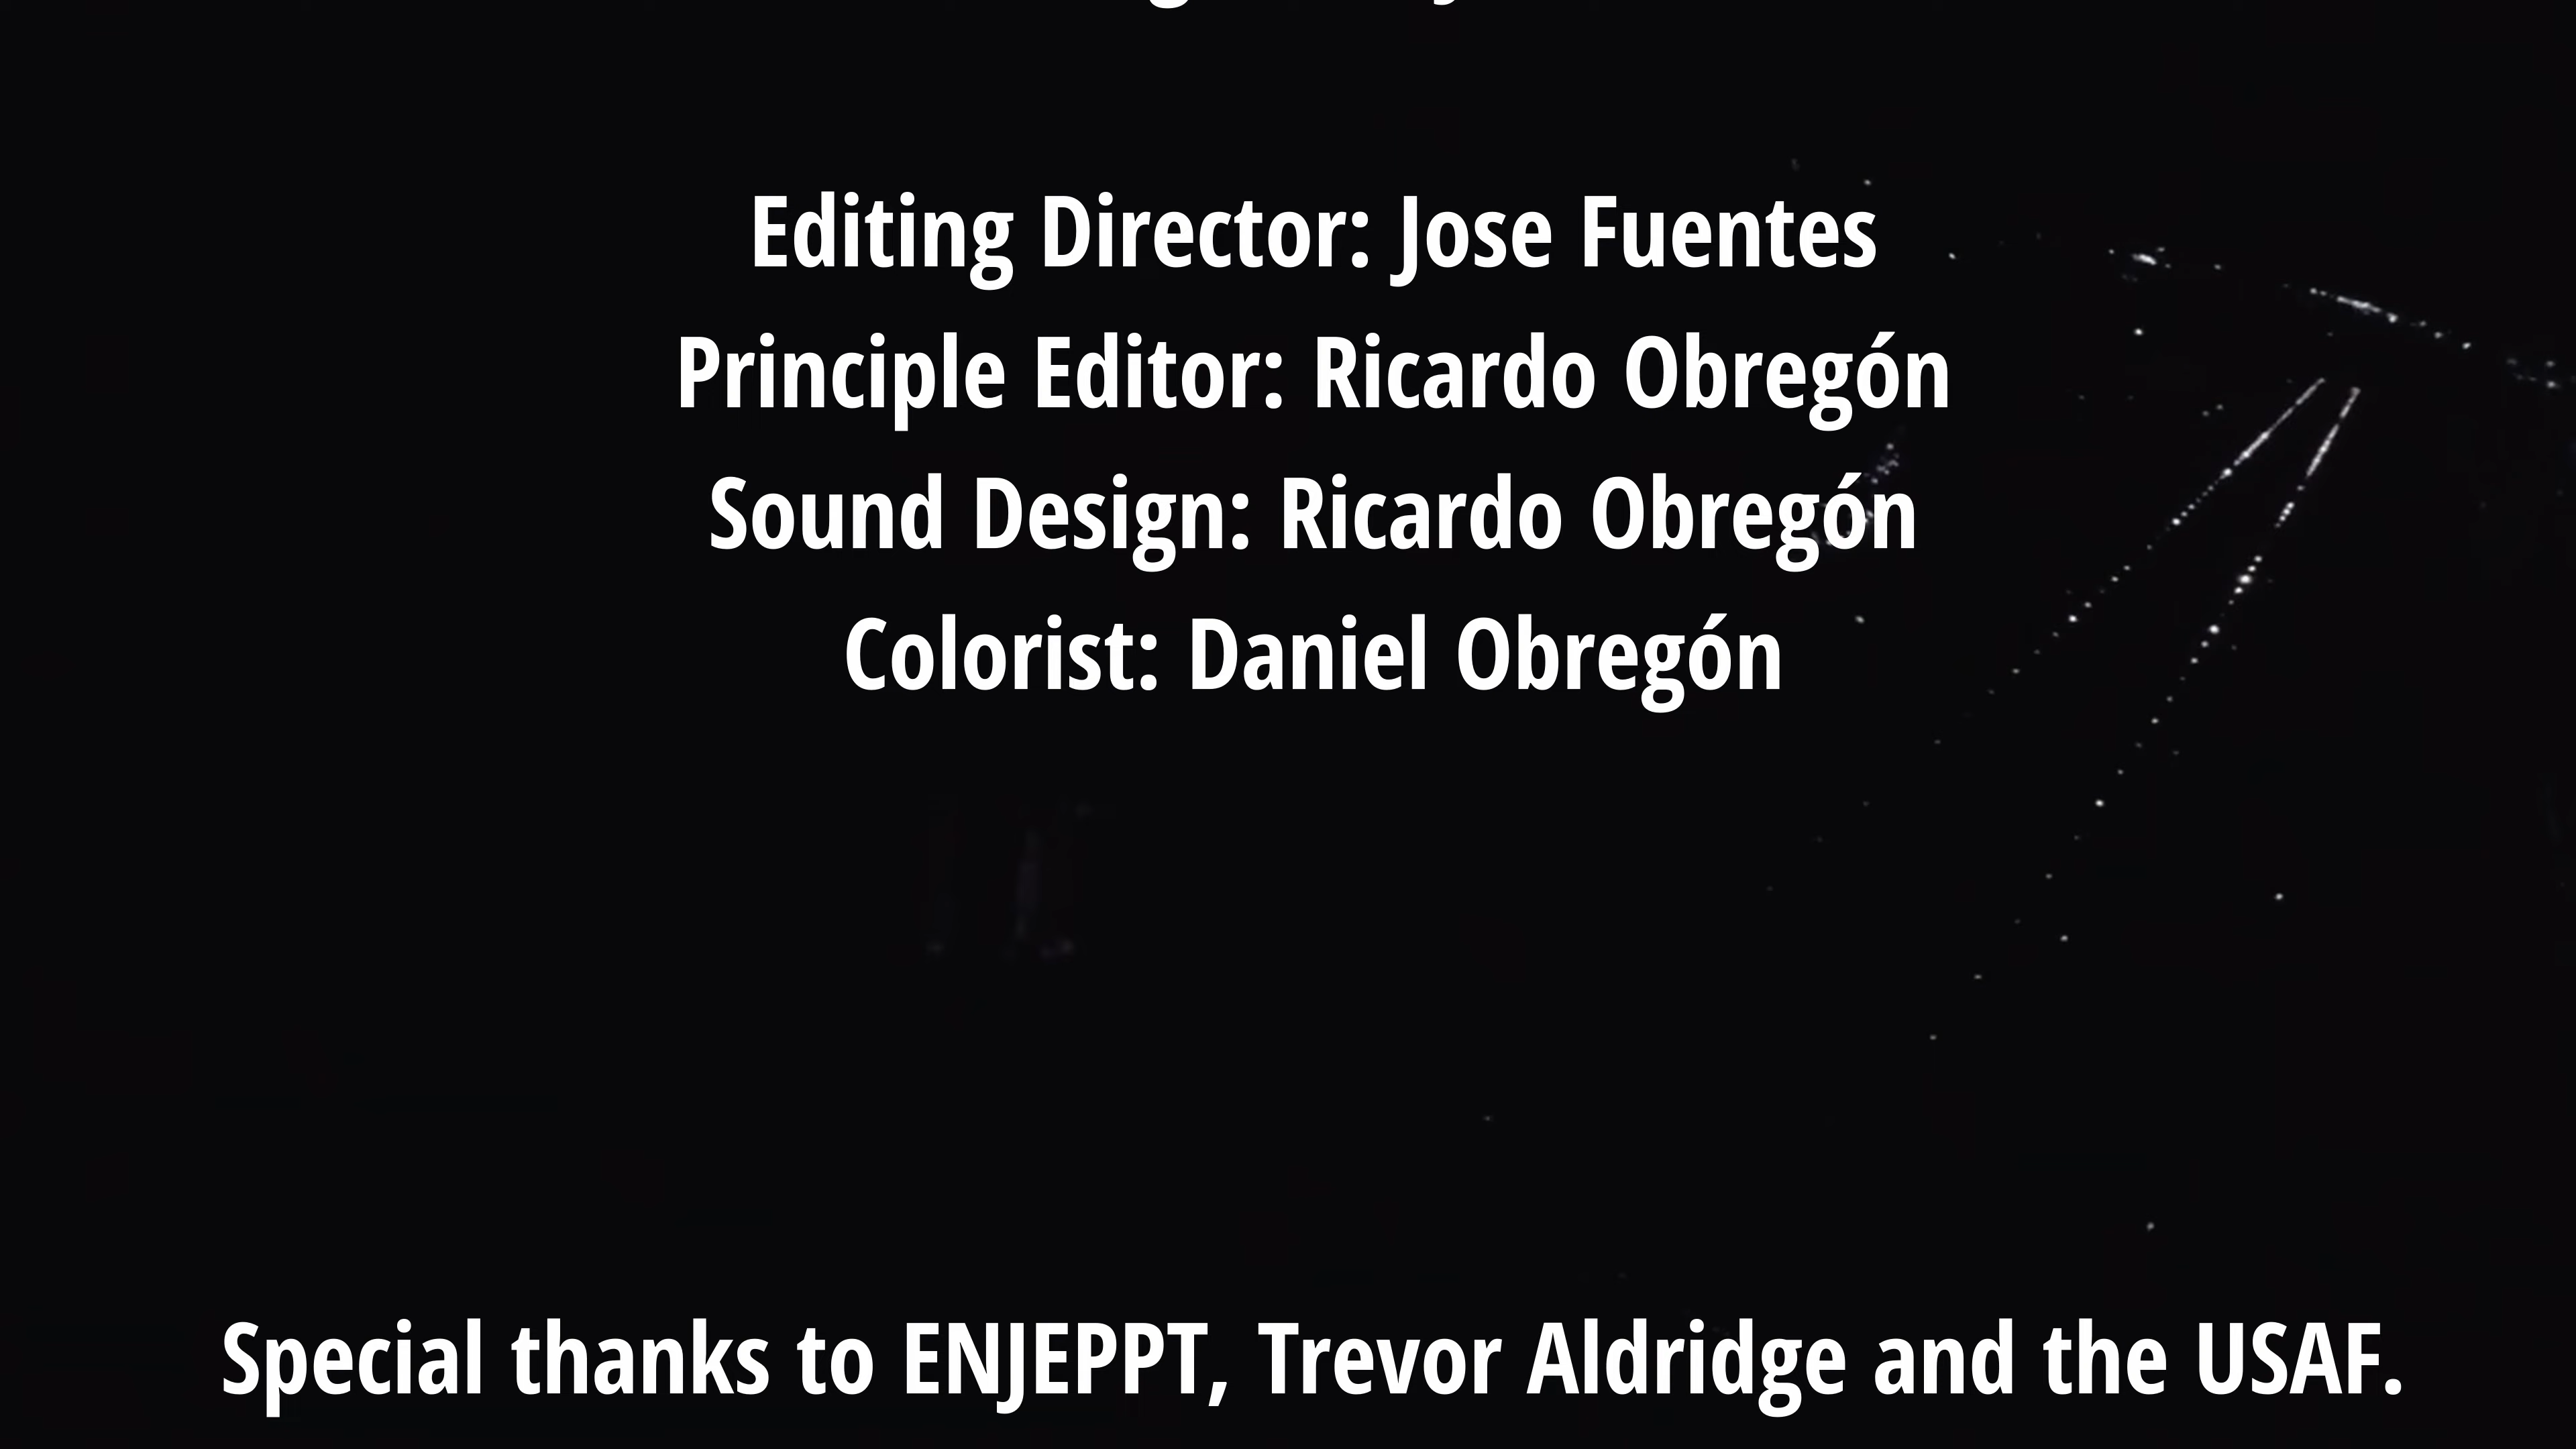 Editing Director: Jose Fuentes
Principle Editor: Ricardo Obregón
Sound Design: Ricardo Obregón
Colorist: Daniel Obregón
Special thanks to ENJEPPT, Trevor Aldridge and the USAF.